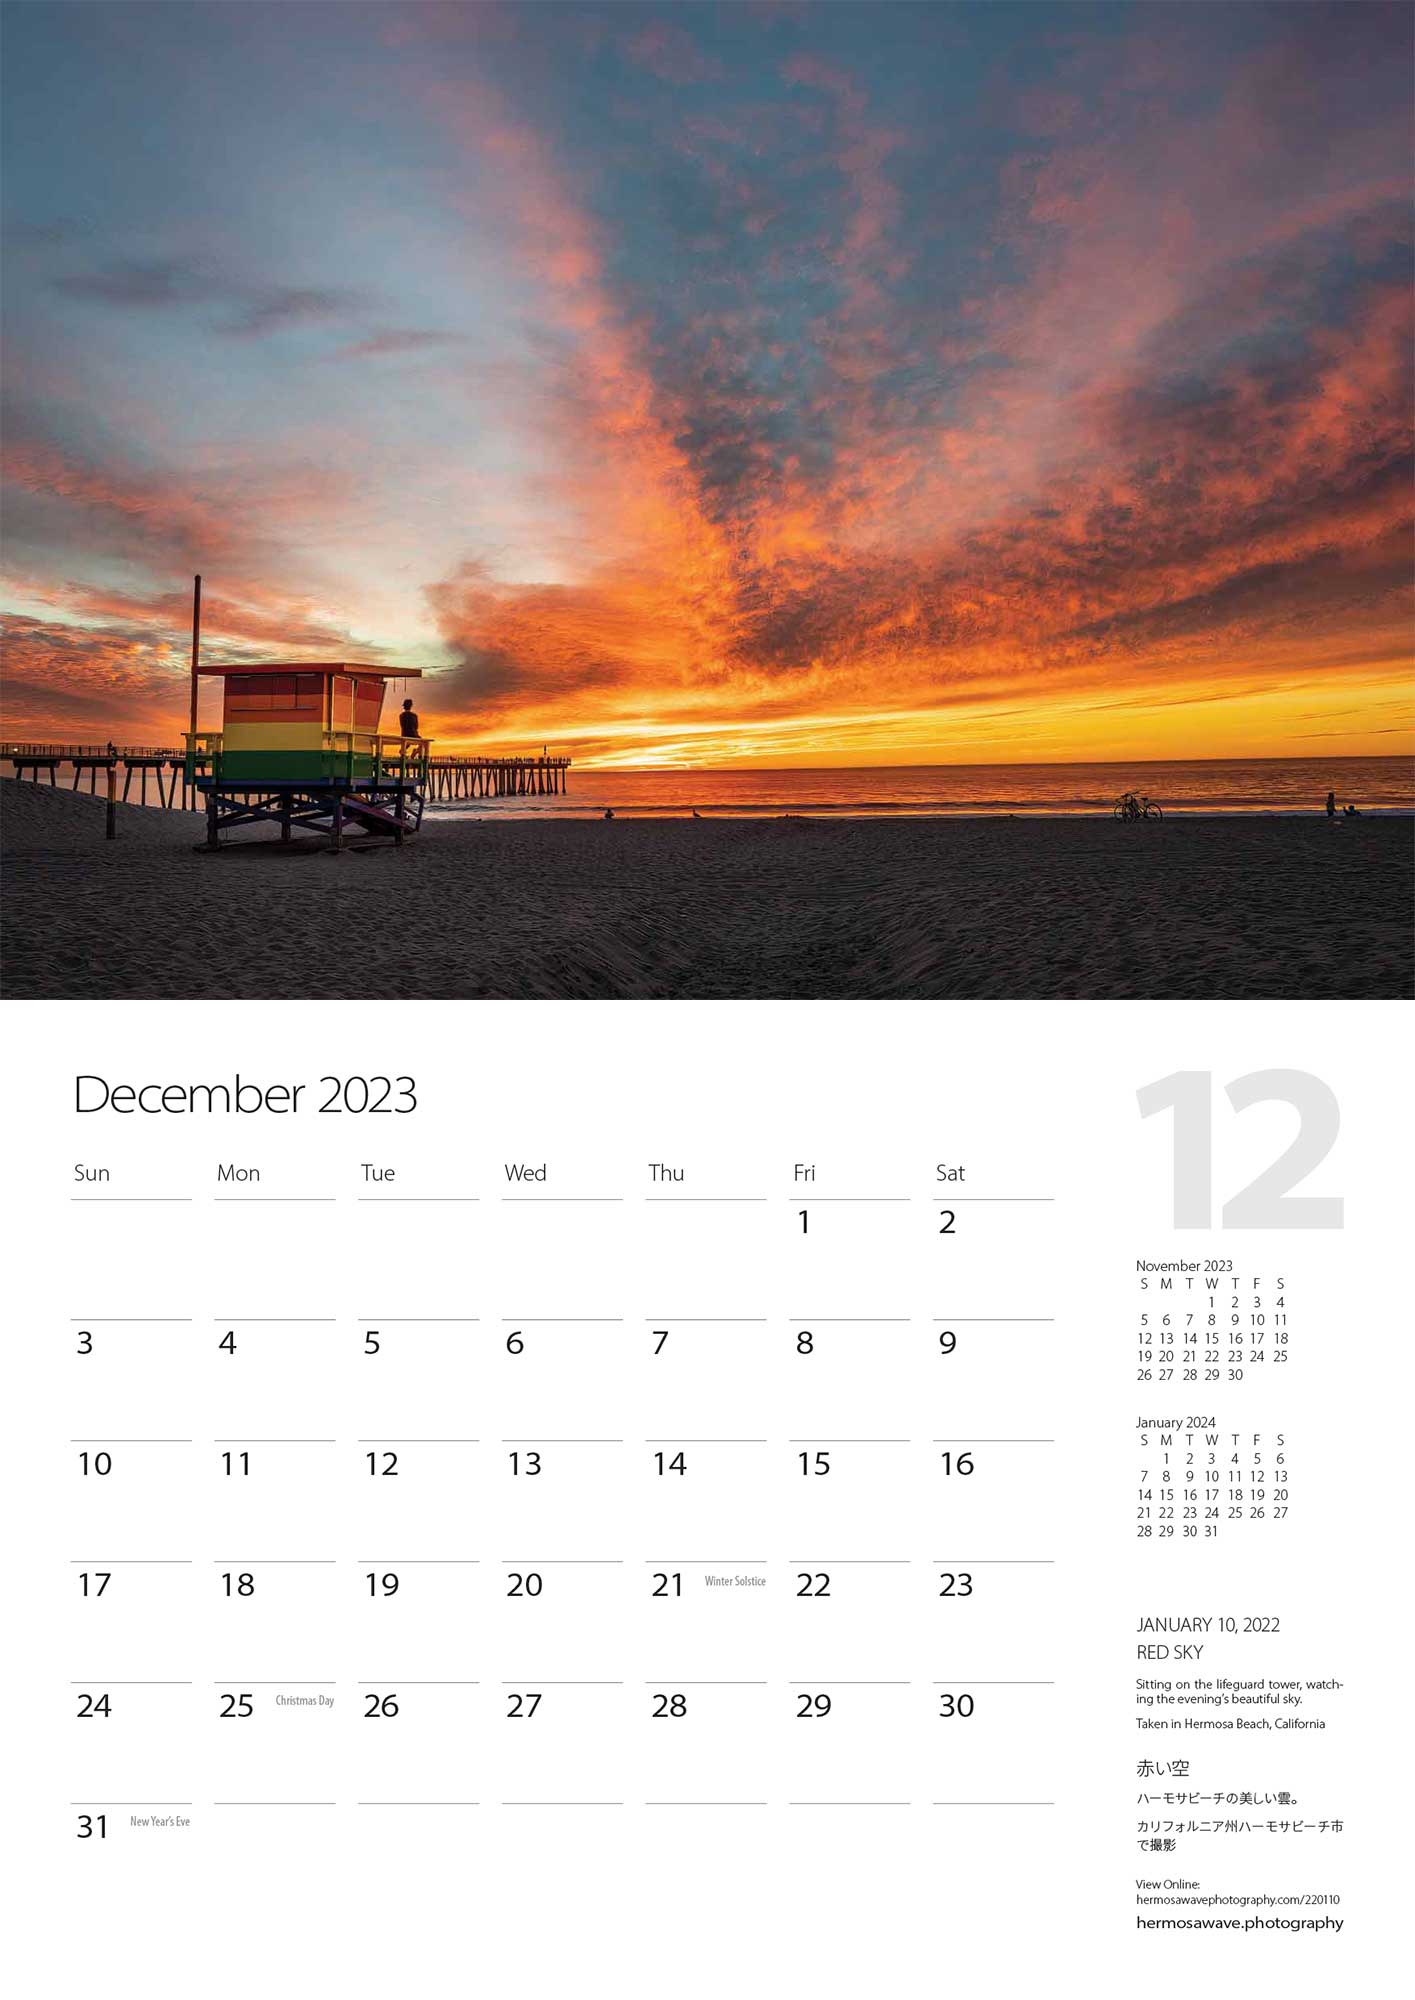 December 2023
Sun Mon Tue Wed Thu Fri Sat
1 2
3 4 5 6 7 8 9
10 11 12 13 14 15 16
17 18 19 20 21 Winter Solstice 22 23
24 25 Christmas Day 26 27 28 29 30
31 New Year's Eve
12
November 2023
S M T W T F S
1 2 3 4
5 6 7 8 9 10 11
12 13 14 15 16 17 18
19 20 21 22 23 24 25
26 27 28 29 30
January 2024
S M T W T F S
1 2 3 4 5 6
7 8 9 10 11 12 13
14 15 16 17 18 19 20
21 22 23 24 25 26 27
28 29 30 31
JANUARY 10, 2022
RED SKY
Sitting on the lifeguard tower, watch-
ing the evening's beautiful sky.
Taken in Hermosa Beach, California
赤い空
ハーモサビーチの美しい雲。
カリフォルニア州ハーモサビーチ市
で撮影
View Online:
hermosawavephotography.com/220110
hermosawave.photography